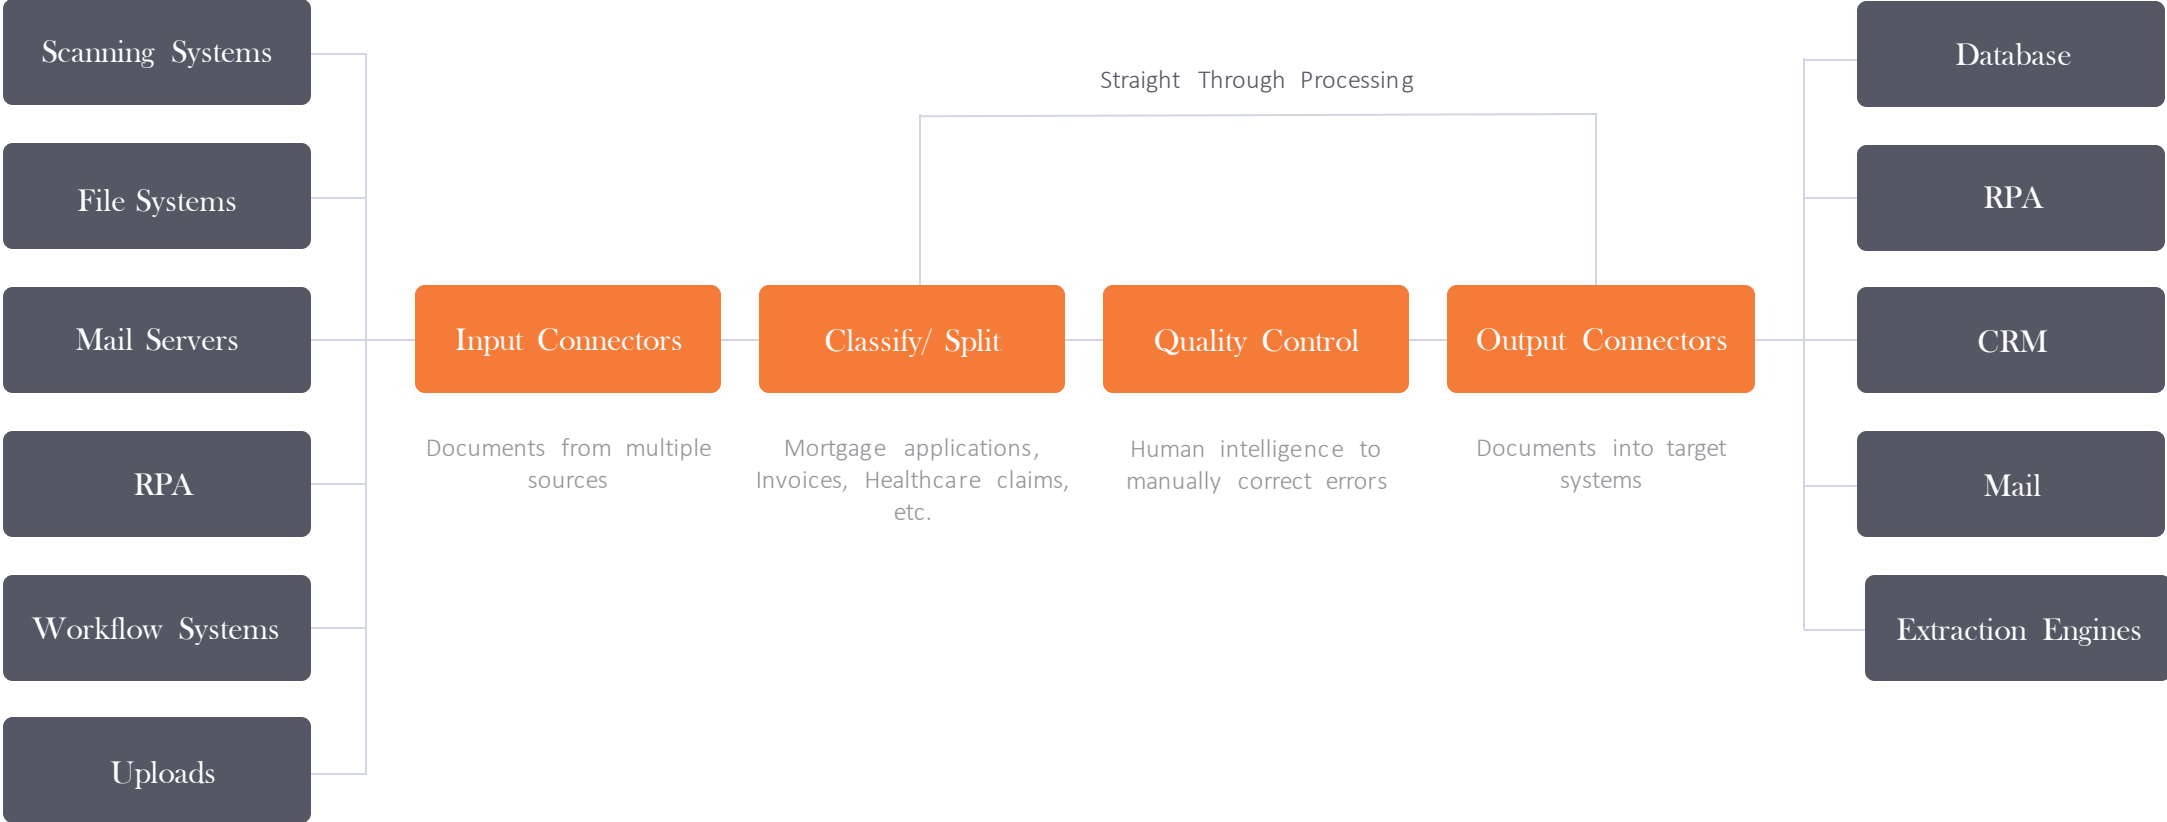 Scanning Systems
File Systems
Mail Servers
RPA
Workflow Systems
Uploads
Straight Through Processing
Input Connectors
Documents from multiple
sources
Classify/ Split
Mortgage applications,
Invoices, Healthcare claims,
etc.
Quality Control
Human intelligence to
manually correct errors
Output Connectors
Documents into target
systems
Database
RPA
CRM
Mail
Extraction Engines